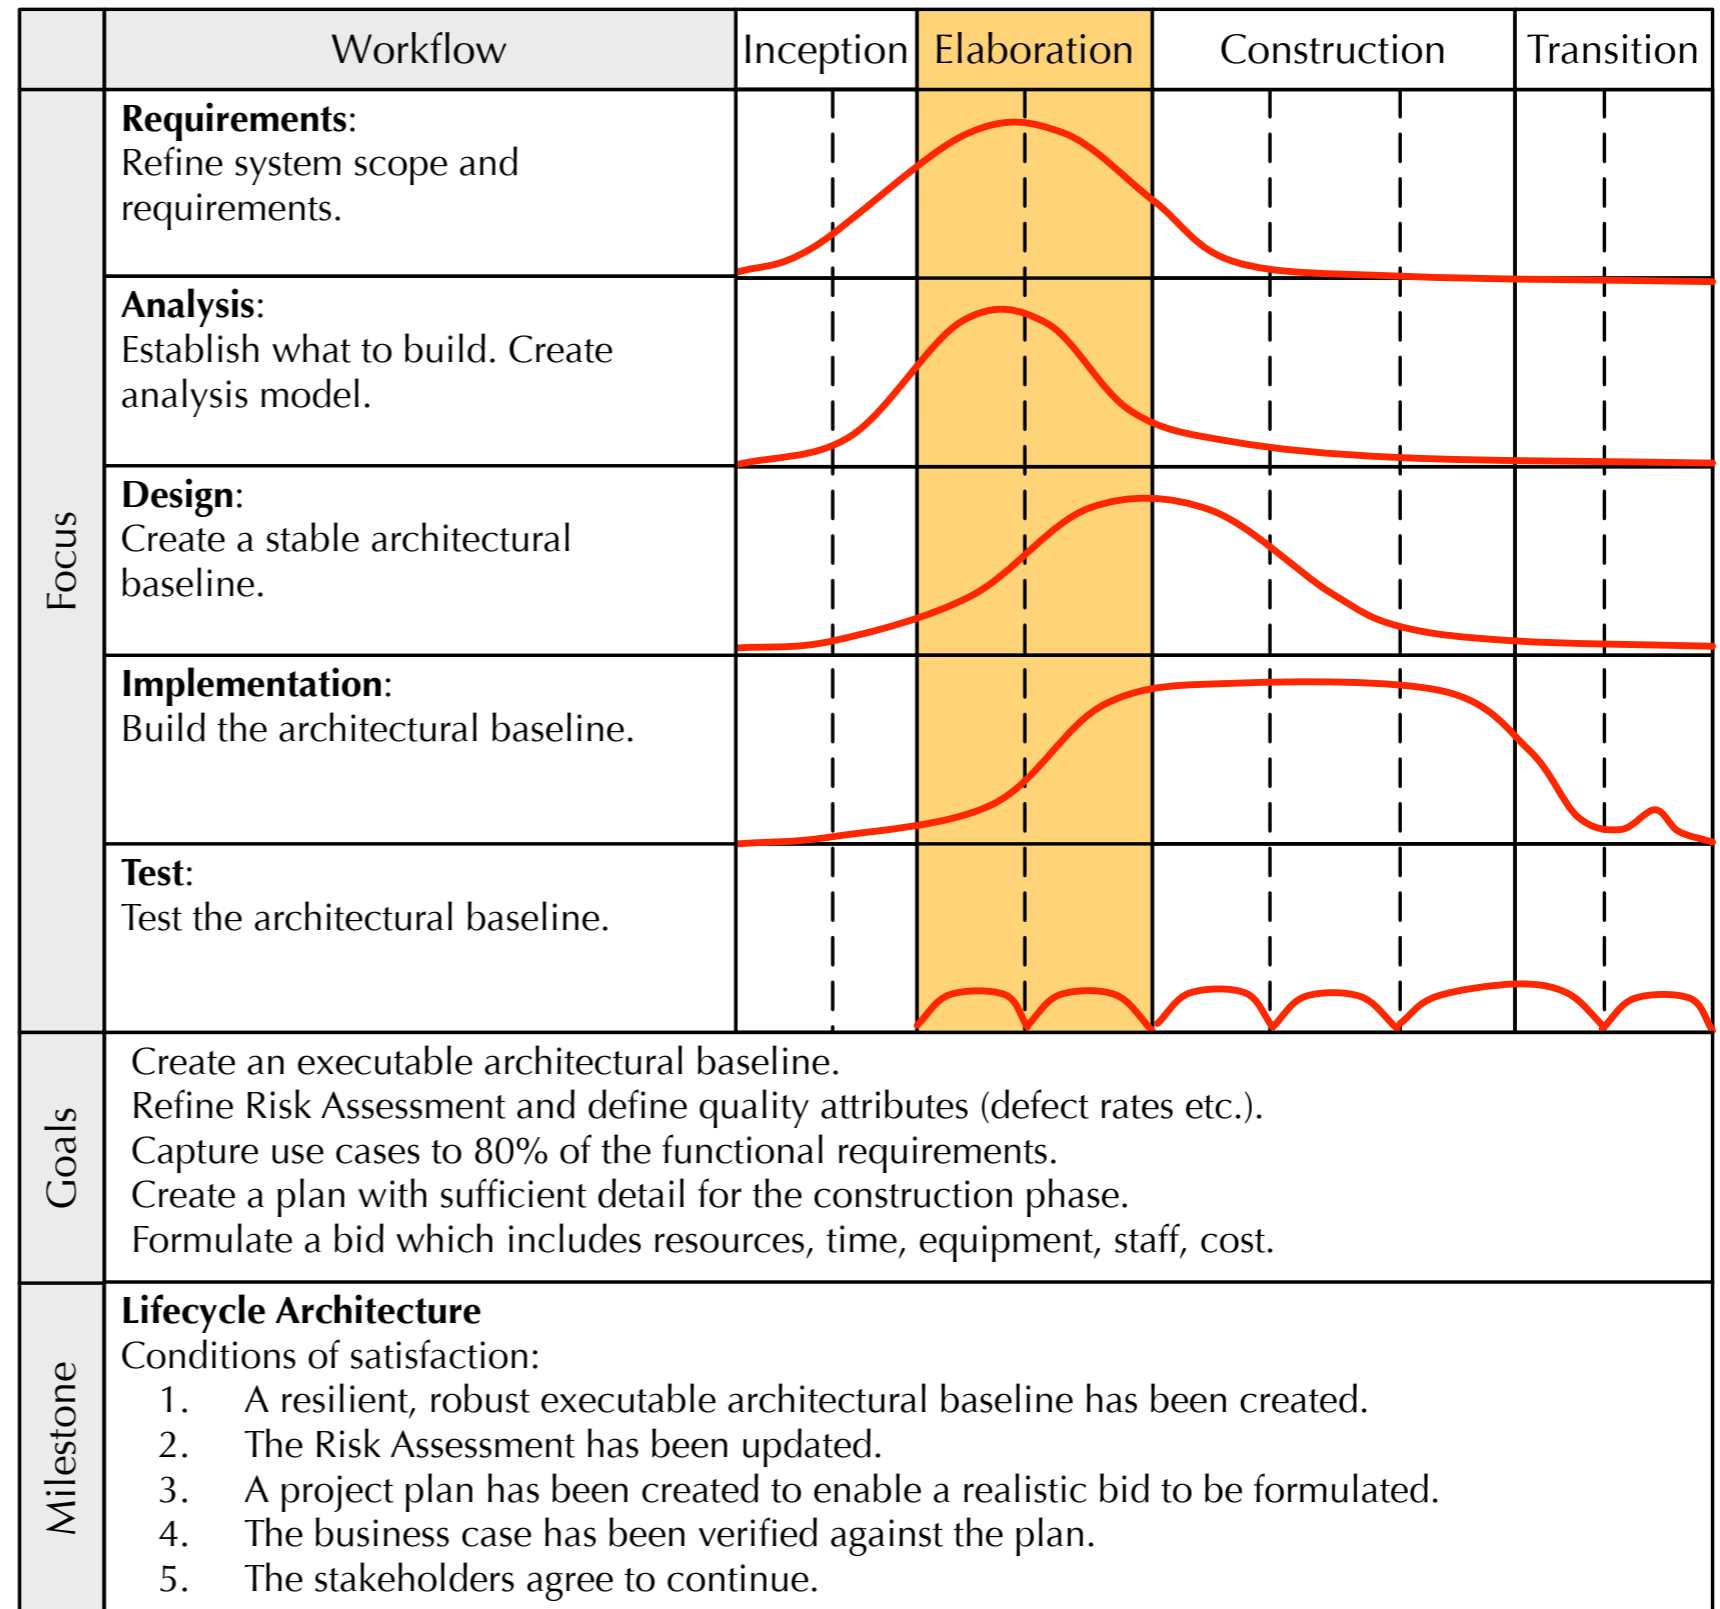 Workflow
Inception
Elaboration
Construction
Transition
Focus
Requirements:
Refine system scope and
requirements.
Analysis:
Establish what to build. Create
analysis model.
Design:
Create a stable architectural
baseline.
Implementation:
Build the architectural baseline.
Test:
Test the architectural baseline.
Goals
Create an executable architectural baseline.
Refine Risk Assessment and define quality attributes (defect rates etc.).
Capture use cases to 80% of the functional requirements.
Create a plan with sufficient detail for the construction phase.
Formulate a bid which includes resources, time, equipment, staff, cost.
Milestone
Lifecycle Architecture
Conditions of satisfaction:
1. A resilient, robust executable architectural baseline has been created.
2. The Risk Assessment has been updated.
3. A project plan has been created to enable a realistic bid to be formulated.
4. The business case has been verified against the plan.
5. The stakeholders agree to continue.